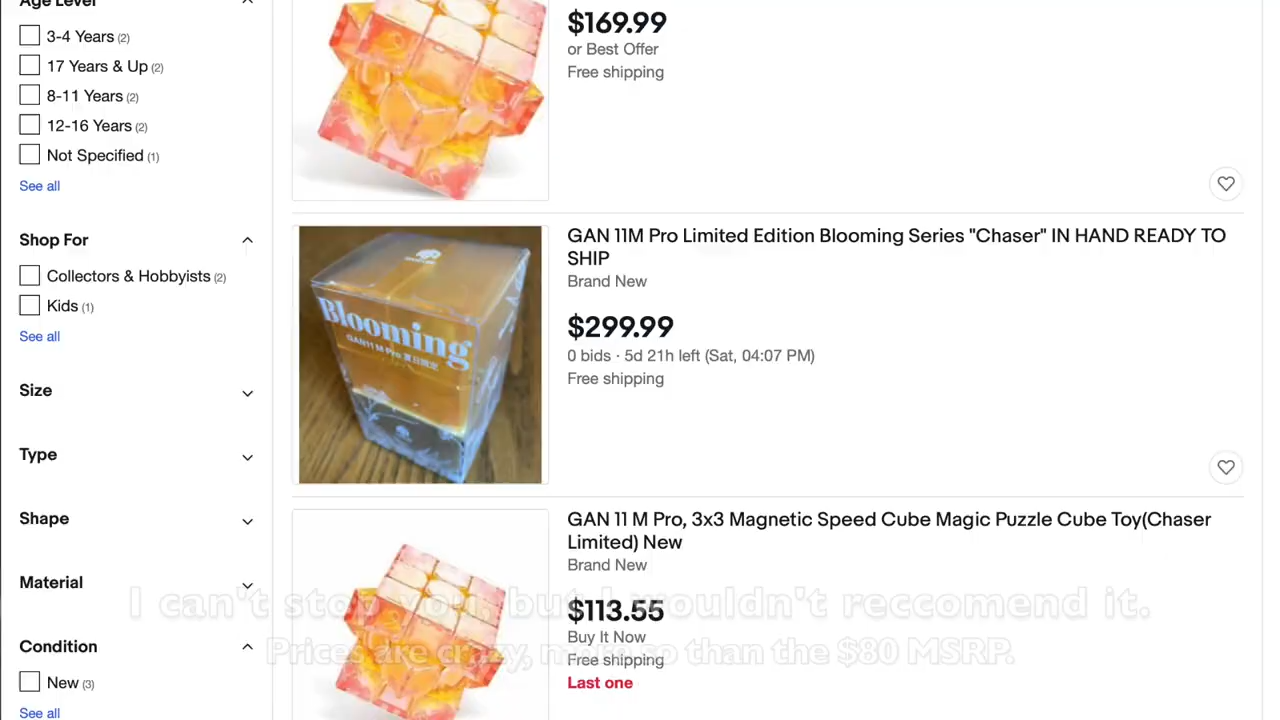 Age Level
3-4 Years (2)
17 Years & Up (2)
8-11 Years (2)
12-16 Years (2)
Not Specified (1)
See all
Shop For
Collectors & Hobbyists (2)
Kids (1)
See all
Size
Type
Shape
Material
Condition
New (3)
See all
$169.99
or Best Offer
Free shipping
Blooming
GAN11 M Pro 夏日限定
GAN 11M Pro Limited Edition Blooming Series "Chaser" IN HAND READY TO
SHIP
Brand New
$299.99
0 bids · 5d 21h left (Sat, 04:07 PM)
Free shipping
GAN 11 M Pro, 3x3 Magnetic Speed Cube Magic Puzzle Cube Toy(Chaser
Limited) New
Brand New
$113.55
Buy It Now
Free shipping
Last one
I can't stop you, but I wouldn't reccomend it.
Prices are crazy, more so than the $80 MSRP.